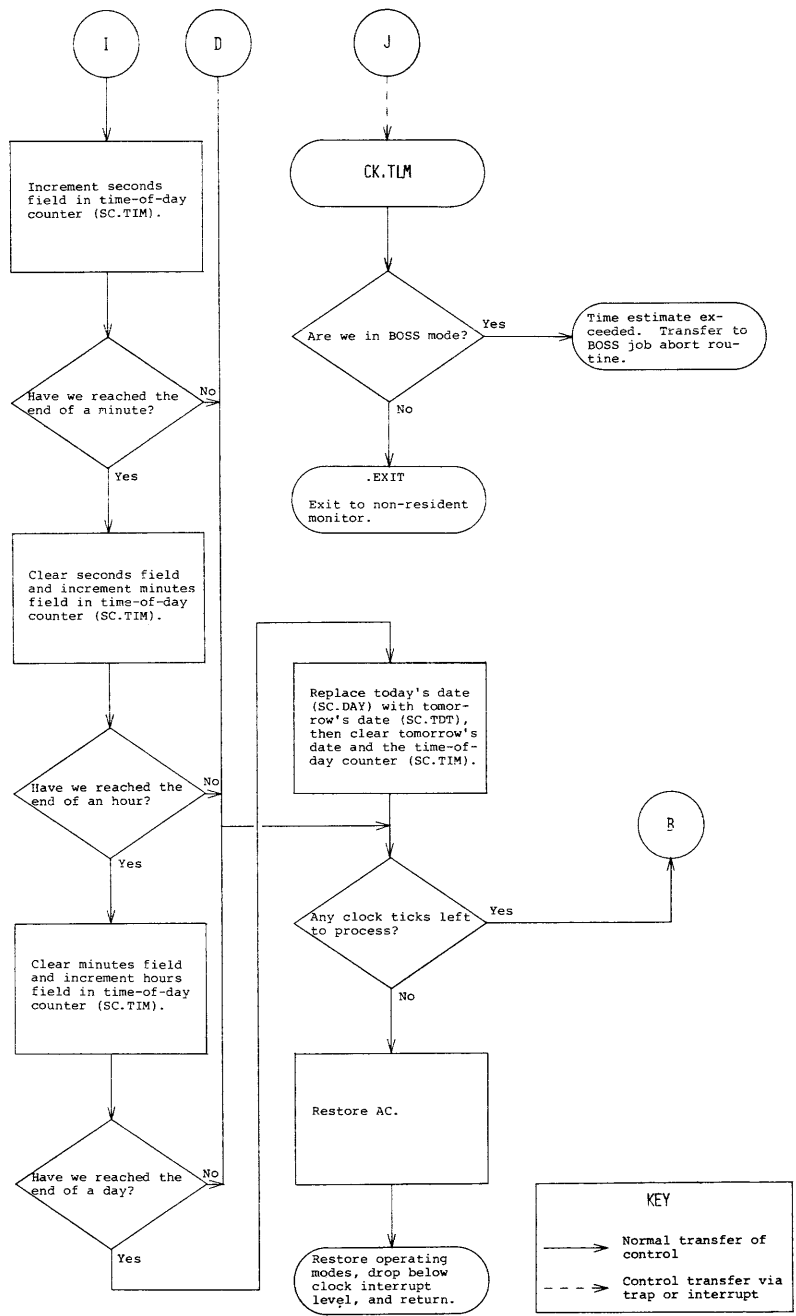 I
D
J
Increment seconds
field in time-of-day
counter (SC.TIM).
Have we reached the
end of a minute?
No
Yes
Clear seconds field
and increment minutes
field in time-of-day
counter (SC.TIM).
Have we reached the
end of an hour?
No
Yes
Clear minutes field
and increment hours
field in time-of-day
counter (SC.TIM).
Have we reached the
end of a day?
No
Yes
CK.TLM
Are we in BOSS mode?
Yes
Time estimate ex-
ceeded. Transfer to
BOSS job abort rou-
tine.
No
.EXIT
Exit to non-resident
monitor.
Replace today's date
(SC.DAY) with tomor-
row's date (SC.TDT),
then clear tomorrow's
date and the time-of-
day counter (SC.TIM).
Any clock ticks left
to process?
Yes
B
No
Restore AC.
Restore operating
modes, drop below
clock interrupt
level, and return.
KEY
Normal transfer of
control
Control transfer via
trap or interrupt